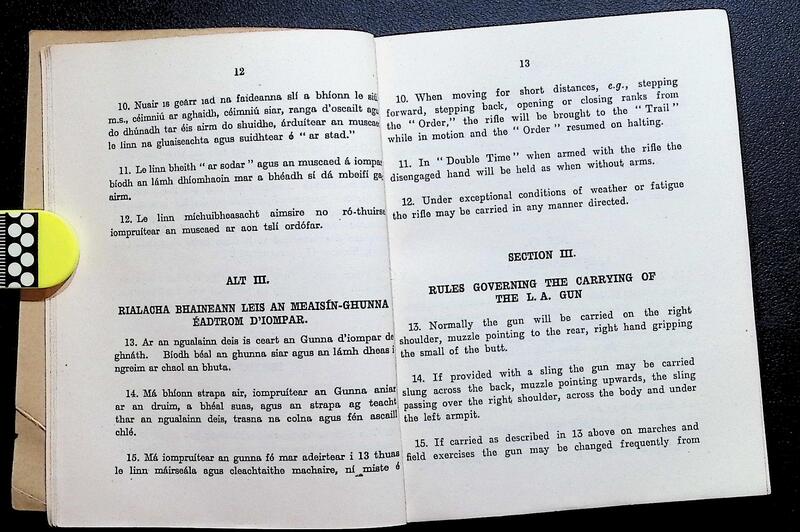 12
10. Nuair is geárr iad na faideanna slí a bhíonn le siúl
m.s., céimniú ar aghaidh, céimniú siar, ranga d'oscailt agu
do dhúnadh tar éis airm do shuidhe, árduítear an muscae
le linn na gluaiseachta agus suidhtear é "ar stad."
11. Le linn bheith "ar sodar" agus an muscaed á iompa
bíodh an lámh dhíomhaoin mar a bhéadh sí dá mbeifí ga
airm.
12. Le linn míchuibheasacht aimsire no ró-thuirse
iompruítear an muscaed ar aon tslí ordófar.
ALT III.
RIALACHA BHAINEANN LEIS AN MEAISÍN-GHUNNA
ÉADTROM D'IOMPAR.
13. Ar an ngualainn deis is ceart an Gunna d'iompar de
ghnáth. Bíodh béal an ghunna siar agus an lámh dheas i
ngreim ar chaol an bhuta.
14. Má bhíonn strapa air, iompruítear an Gunna aniar
ar an druim, a bhéal suas, agus an strapa ag teacht
thar an ngualainn deis, trasna na colna agus fén ascaill
chlé.
15. Má iompruítear an gunna fé mar adeirtear i 13 thuas
le linn máirseála agus cleachtaithe machaire, ní miste é
13
10. When moving for short distances, e.g., stepping
forward, stepping back, opening or closing ranks from
the "Order," the rifle will be brought to the "Trail"
while in motion and the "Order" resumed on halting.
11. In "Double Time" when armed with the rifle the
disengaged hand will be held as when without arms.
12. Under exceptional conditions of weather or fatigue
the rifle may be carried in any manner directed.
SECTION III.
RULES GOVERNING THE CARRYING OF
THE L. A. GUN
13. Normally the gun will be carried on the right
shoulder, muzzle pointing to the rear, right hand gripping
the small of the butt.
14. If provided with a sling the gun may be carried
slung across the back, muzzle pointing upwards, the sling
passing over the right shoulder, across the body and under
the left armpit.
15. If carried as described in 13 above on marches and
field exercises the gun may be changed frequently from